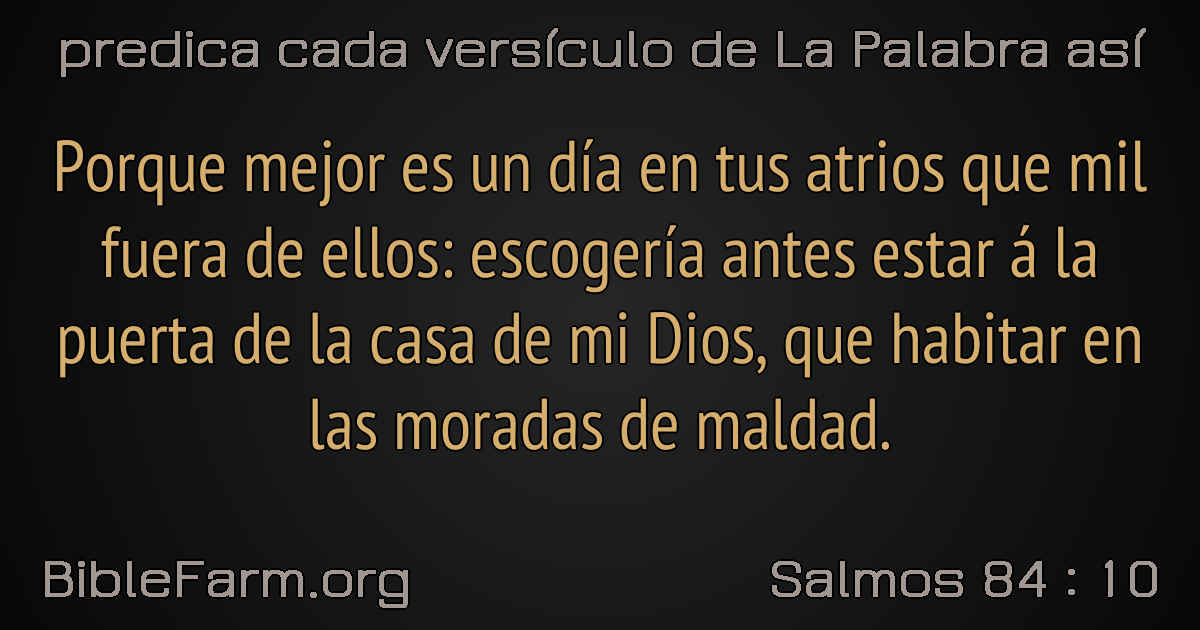 predica cada versículo de La Palabra así
Porque mejor es un día en tus atrios que mil
fuera de ellos: escogería antes estar á la
puerta de la casa de mi Dios, que habitar en
las moradas de maldad.
BibleFarm.org
Salmos 84 : 10